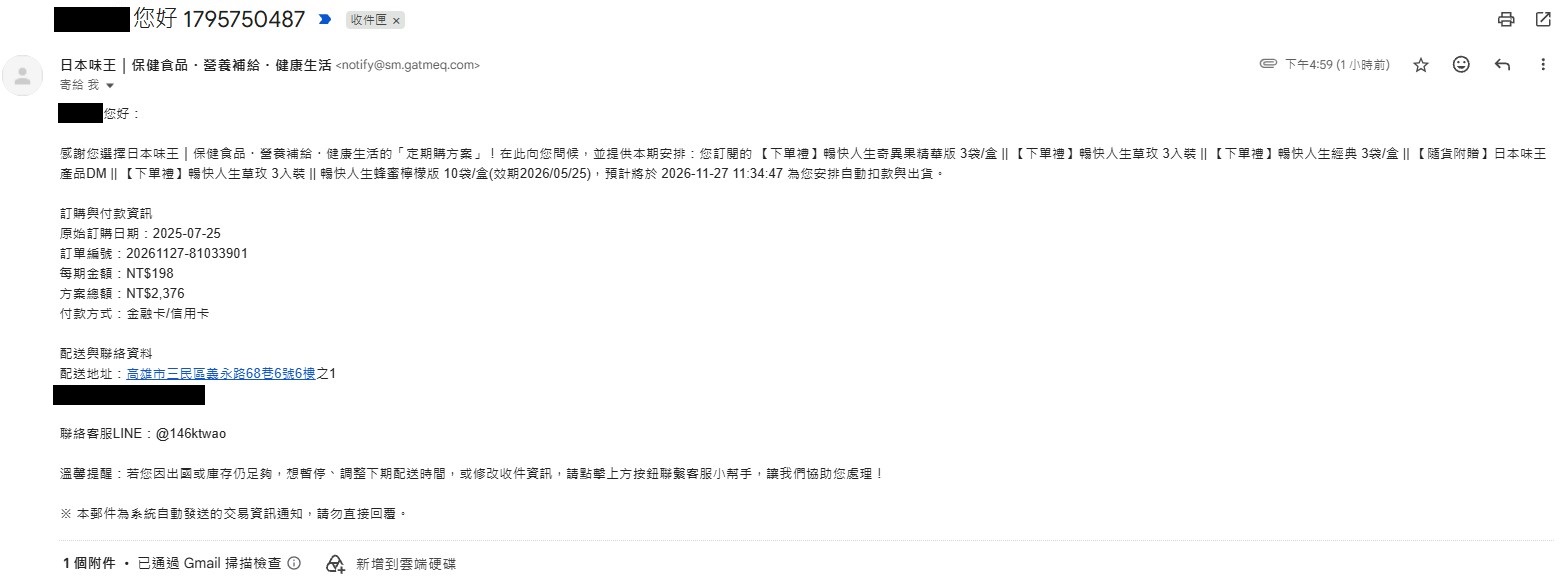 您好 1795750487 收件匣 ×
日本味王｜保健食品．營養補給．健康生活 <notify@sm.gatmeq.com>
下午4:59 (1 小時前)
寄給 我
您好：
感謝您選擇日本味王｜保健食品．營養補給．健康生活的「定期購方案」！在此向您問候，並提供本期安排：您訂閱的 【下單禮】暢快人生奇異果精華版 3袋/盒 || 【下單禮】暢快人生草玫 3入裝 || 【下單禮】暢快人生經典 3袋/盒 || 【隨貨附贈】日本味王
產品DM || 【下單禮】暢快人生草玫 3入裝 || 暢快人生蜂蜜檸檬版 10袋/盒(效期2026/05/25)，預計將於 2026-11-27 11:34:47 為您安排自動扣款與出貨。
訂購與付款資訊
原始訂購日期：2025-07-25
訂單編號：20261127-81033901
每期金額：NT$198
方案總額：NT$2,376
付款方式：金融卡/信用卡
配送與聯絡資料
配送地址：高雄市三民區義永路68巷6號6樓之1
聯絡客服LINE：@146ktwao
溫馨提醒：若您因出國或庫存仍足夠，想暫停、調整下期配送時間，或修改收件資訊，請點擊上方按鈕聯繫客服小幫手，讓我們協助您處理！
※ 本郵件為系統自動發送的交易資訊通知，請勿直接回覆。
1 個附件 • 已通過 Gmail 掃描檢查 新增到雲端硬碟